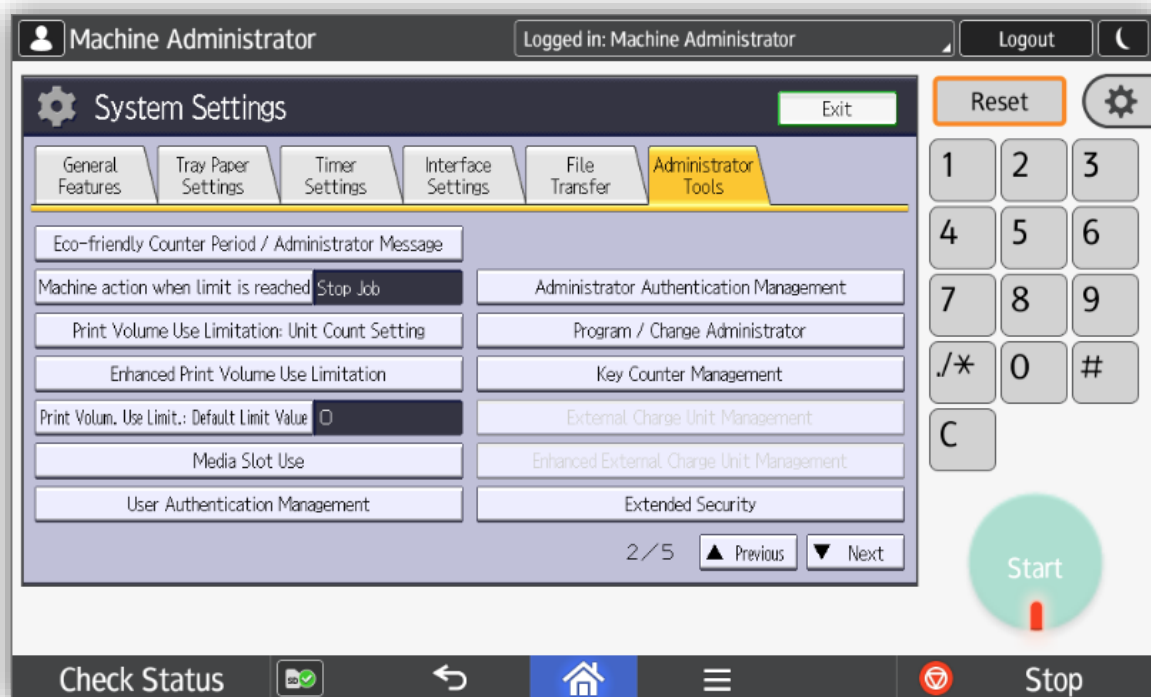 Machine Administrator
Logged in: Machine Administrator
Logout
System Settings
Exit
Reset
General
Features
Tray Paper
Settings
Timer
Settings
Interface
Settings
File
Transfer
Administrator
Tools
Eco-friendly Counter Period / Administrator Message
Machine action when limit is reached Stop Job
Administrator Authentication Management
Print Volume Use Limitation: Unit Count Setting
Program / Change Administrator
Enhanced Print Volume Use Limitation
Key Counter Management
Print Volum. Use Limit.: Default Limit Value 0
External Charge Unit Management
Media Slot Use
Enhanced External Charge Unit Management
User Authentication Management
Extended Security
2/5 ▲ Previous ▼ Next
1 2 3
4 5 6
7 8 9
./* 0 #
C
Start
Check Status
SD
Stop